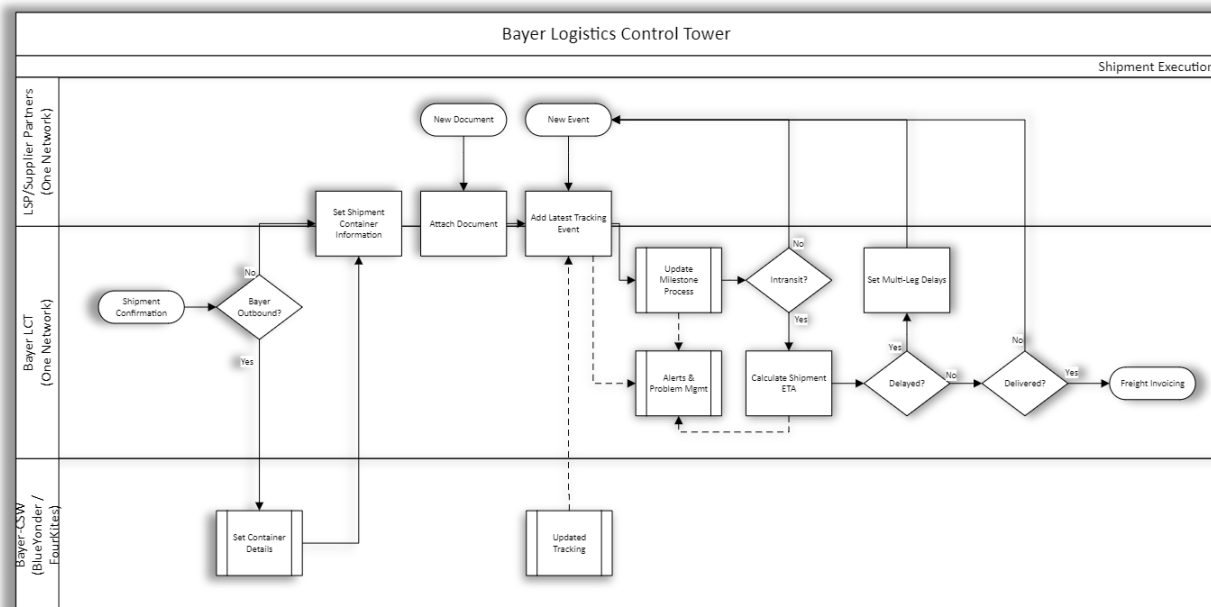 Bayer Logistics Control Tower
Shipment Execution
LSP/Supplier Partners
(One Network)
New Document
New Event
Set Shipment
Container
Information
Attach Document
Add Latest Tracking
Event
Bayer LCT
(One Network)
Shipment
Confirmation
Bayer
Outbound?
No
Yes
Update
Milestone
Process
Intransit?
No
Yes
Set Multi-Leg Delays
Alerts &
Problem Mgmt
Calculate Shipment
ETA
Delayed?
Yes
No
Delivered?
No
Yes
Freight Invoicing
Bayer-CSW
(BlueYonder /
FourKites)
Set Container
Details
Updated
Tracking